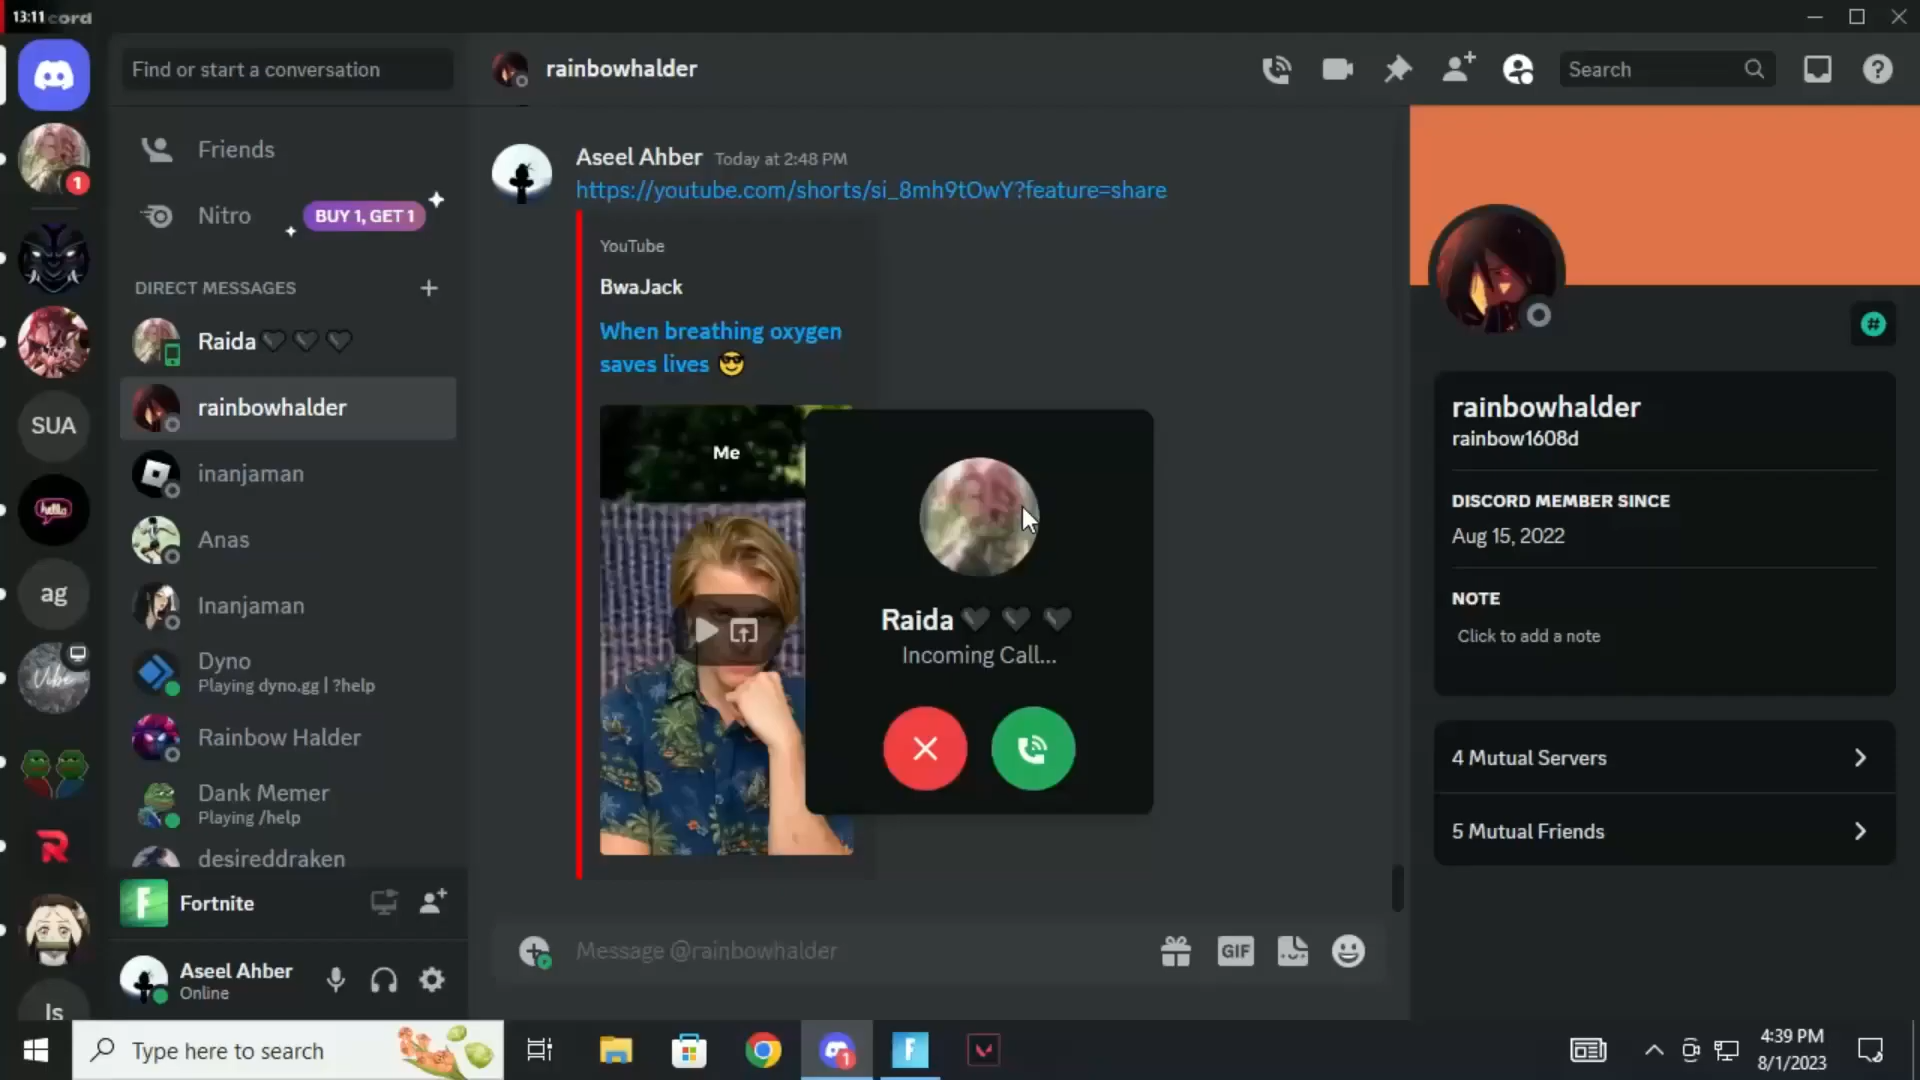 13:11 cord
Find or start a conversation
rainbowhalder
Search
Friends
Nitro
BUY 1, GET 1
DIRECT MESSAGES
Raida
rainbowhalder
inanjaman
Anas
Inanjaman
Dyno
Playing dyno.gg | ?help
Rainbow Halder
Dank Memer
Playing /help
desireddraken
Fortnite
Aseel Ahber
Online
1
SUA
hello
ag
Vibe
R
ls
Aseel Ahber Today at 2:48 PM
https://youtube.com/shorts/si_8mh9tOwY?feature=share
YouTube
BwaJack
When breathing oxygen
saves lives 😎
Me
Raida
Incoming Call...
Message @rainbowhalder
GIF
rainbowhalder
rainbow1608d
DISCORD MEMBER SINCE
Aug 15, 2022
NOTE
Click to add a note
4 Mutual Servers
5 Mutual Friends
Type here to search
1
F
4:39 PM
8/1/2023